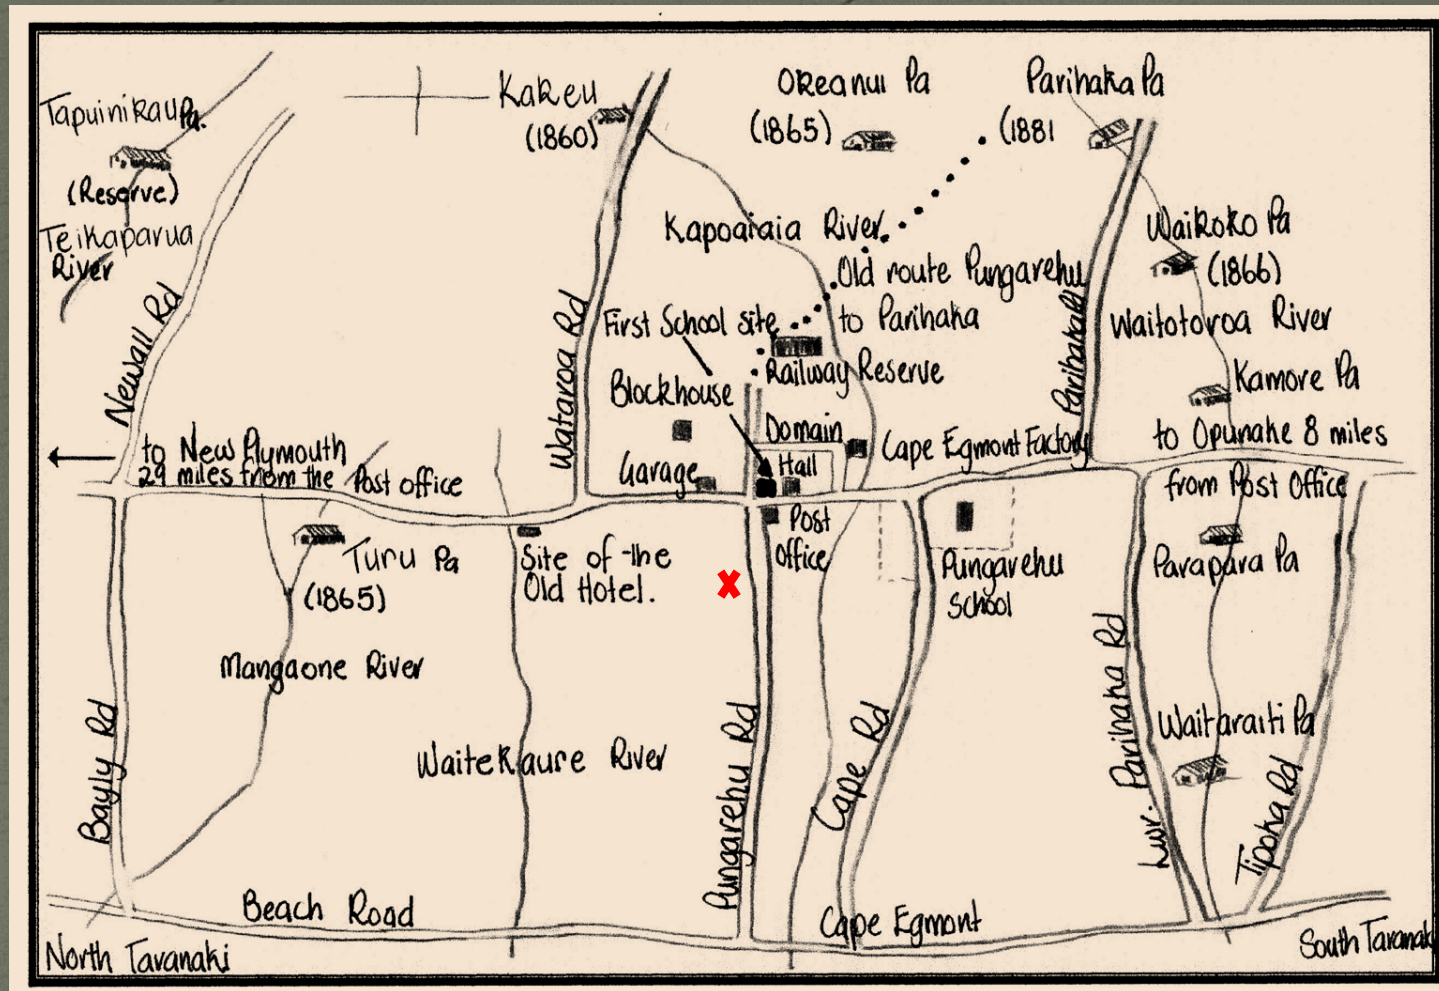 Tapuinikau Pa.
(Reserve)
Teikaparua
River
Newall Rd
Kakeu
(1860)
Okeanui Pa
(1865)
Parihaka Pa
(1881
Kapoaiaia River
Waikoko Pa
(1866)
Old route Pungarehu
to Parihaka
First School site
Railway Reserve
Wataroa Rd
Parihaka Rd
Waitotoroa River
Blockhouse
Kamore Pa
Domain
Cape Egmont Factory
to New Plymouth
29 miles from the Post office
Garage
Hall
to Opunake 8 miles
from Post Office
Post
Office
Turu Pa
(1865)
Site of the
Old Hotel.
X
Pungarehu
School
Parapara Pa
Mangaone River
Waitekaure River
Bayly Rd
Pungarehu Rd
Cape Rd
Lwr. Parihaka Rd
Waitaraiti Pa
Tipoka Rd
Beach Road
Cape Egmont
North Taranaki
South Taranak